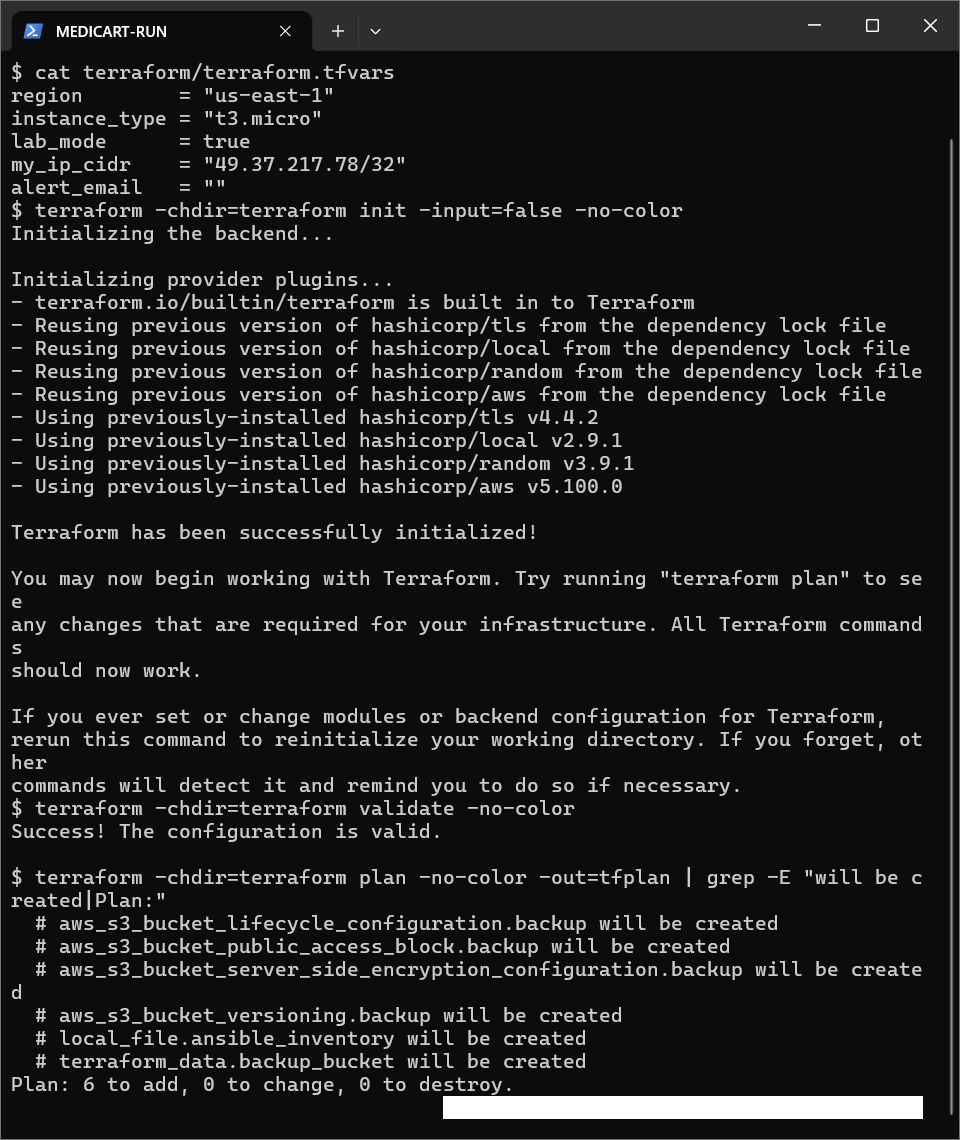 MEDICART-RUN
$ cat terraform/terraform.tfvars
region        = "us-east-1"
instance_type = "t3.micro"
lab_mode      = true
my_ip_cidr    = "49.37.217.78/32"
alert_email   = ""
$ terraform -chdir=terraform init -input=false -no-color
Initializing the backend...

Initializing provider plugins...
- terraform.io/builtin/terraform is built in to Terraform
- Reusing previous version of hashicorp/tls from the dependency lock file
- Reusing previous version of hashicorp/local from the dependency lock file
- Reusing previous version of hashicorp/random from the dependency lock file
- Reusing previous version of hashicorp/aws from the dependency lock file
- Using previously-installed hashicorp/tls v4.4.2
- Using previously-installed hashicorp/local v2.9.1
- Using previously-installed hashicorp/random v3.9.1
- Using previously-installed hashicorp/aws v5.100.0

Terraform has been successfully initialized!

You may now begin working with Terraform. Try running "terraform plan" to se
e
any changes that are required for your infrastructure. All Terraform command
s
should now work.

If you ever set or change modules or backend configuration for Terraform,
rerun this command to reinitialize your working directory. If you forget, ot
her
commands will detect it and remind you to do so if necessary.
$ terraform -chdir=terraform validate -no-color
Success! The configuration is valid.

$ terraform -chdir=terraform plan -no-color -out=tfplan | grep -E "will be c
reated|Plan:"
  # aws_s3_bucket_lifecycle_configuration.backup will be created
  # aws_s3_bucket_public_access_block.backup will be created
  # aws_s3_bucket_server_side_encryption_configuration.backup will be create
d
  # aws_s3_bucket_versioning.backup will be created
  # local_file.ansible_inventory will be created
  # terraform_data.backup_bucket will be created
Plan: 6 to add, 0 to change, 0 to destroy.